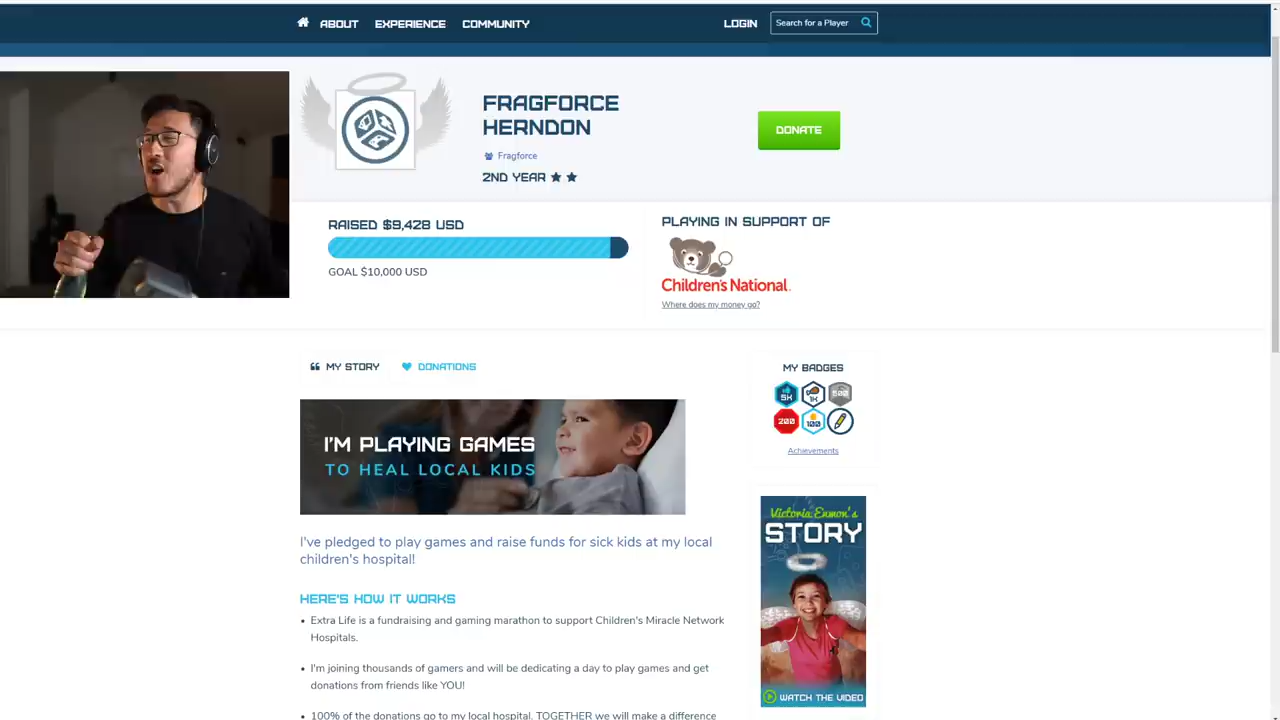 ABOUT EXPERIENCE COMMUNITY LOGIN Search for a Player
FRAGFORCE
HERNDON
Fragforce
2ND YEAR
DONATE
RAISED $9,428 USD
GOAL $10,000 USD
PLAYING IN SUPPORT OF
Children's National.
Where does my money go?
MY STORY DONATIONS
I'M PLAYING GAMES
TO HEAL LOCAL KIDS
I've pledged to play games and raise funds for sick kids at my local
children's hospital!
HERE'S HOW IT WORKS
• Extra Life is a fundraising and gaming marathon to support Children's Miracle Network
Hospitals.
• I'm joining thousands of gamers and will be dedicating a day to play games and get
donations from friends like YOU!
• 100% of the donations go to my local hospital. TOGETHER we will make a difference
MY BADGES
5K 1K 500
200 100
Achievements
Victoria Enmon's
STORY
WATCH THE VIDEO